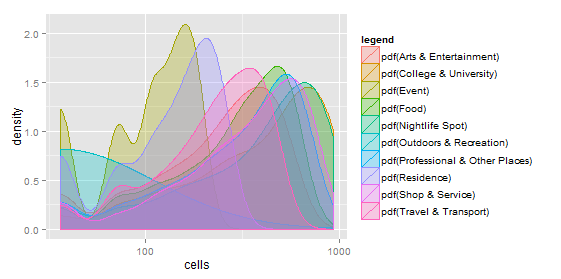 density
2.0
1.5
1.0
0.5
0.0
100
1000
cells
legend
pdf(Arts & Entertainment)
pdf(College & University)
pdf(Event)
pdf(Food)
pdf(Nightlife Spot)
pdf(Outdoors & Recreation)
pdf(Professional & Other Places)
pdf(Residence)
pdf(Shop & Service)
pdf(Travel & Transport)